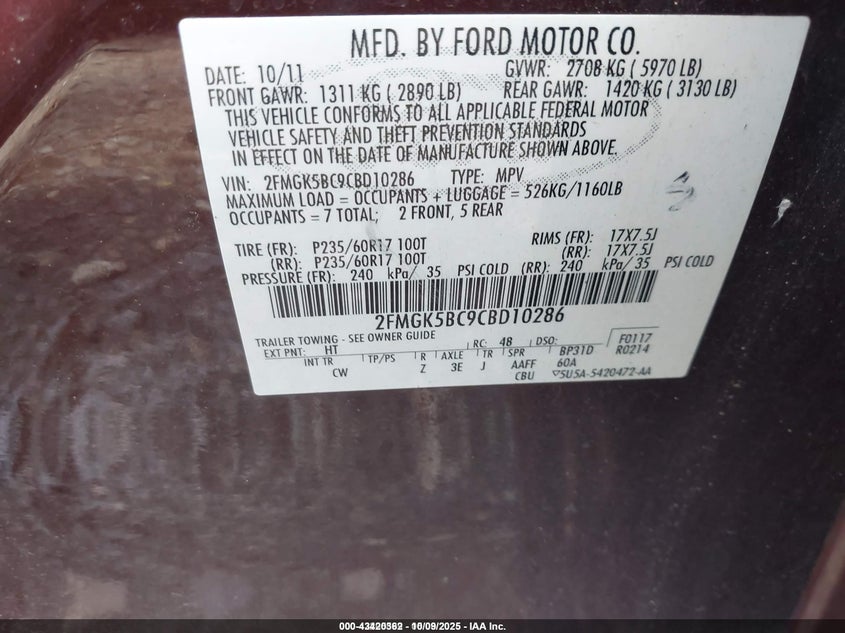 MFD. BY FORD MOTOR CO.
DATE: 10/11 GVWR: 2708 KG ( 5970 LB)
FRONT GAWR: 1311 KG ( 2890 LB) REAR GAWR: 1420 KG ( 3130 LB)
THIS VEHICLE CONFORMS TO ALL APPLICABLE FEDERAL MOTOR
VEHICLE SAFETY AND THEFT PREVENTION STANDARDS
IN EFFECT ON THE DATE OF MANUFACTURE SHOWN ABOVE.
VIN: 2FMGK5BC9CBD10286 TYPE: MPV
MAXIMUM LOAD = OCCUPANTS + LUGGAGE = 526KG/1160LB
OCCUPANTS = 7 TOTAL; 2 FRONT, 5 REAR
TIRE (FR): P235/60R17 100T RIMS (FR): 17X7.5J
(RR): P235/60R17 100T (RR): 17X7.5J
PRESSURE (FR): 240 kPa/ 35 PSI COLD (RR): 240 kPa/ 35 PSI COLD
2FMGK5BC9CBD10286
TRAILER TOWING - SEE OWNER GUIDE
EXT PNT: HT RC: 48 DSO: F0117
INT TR TP/PS R AXLE TR SPR BP31D R0214
CW Z 3E J AAFF 60A
CBU 5U5A-5420472-AA
10/09/2025 - IAA Inc.